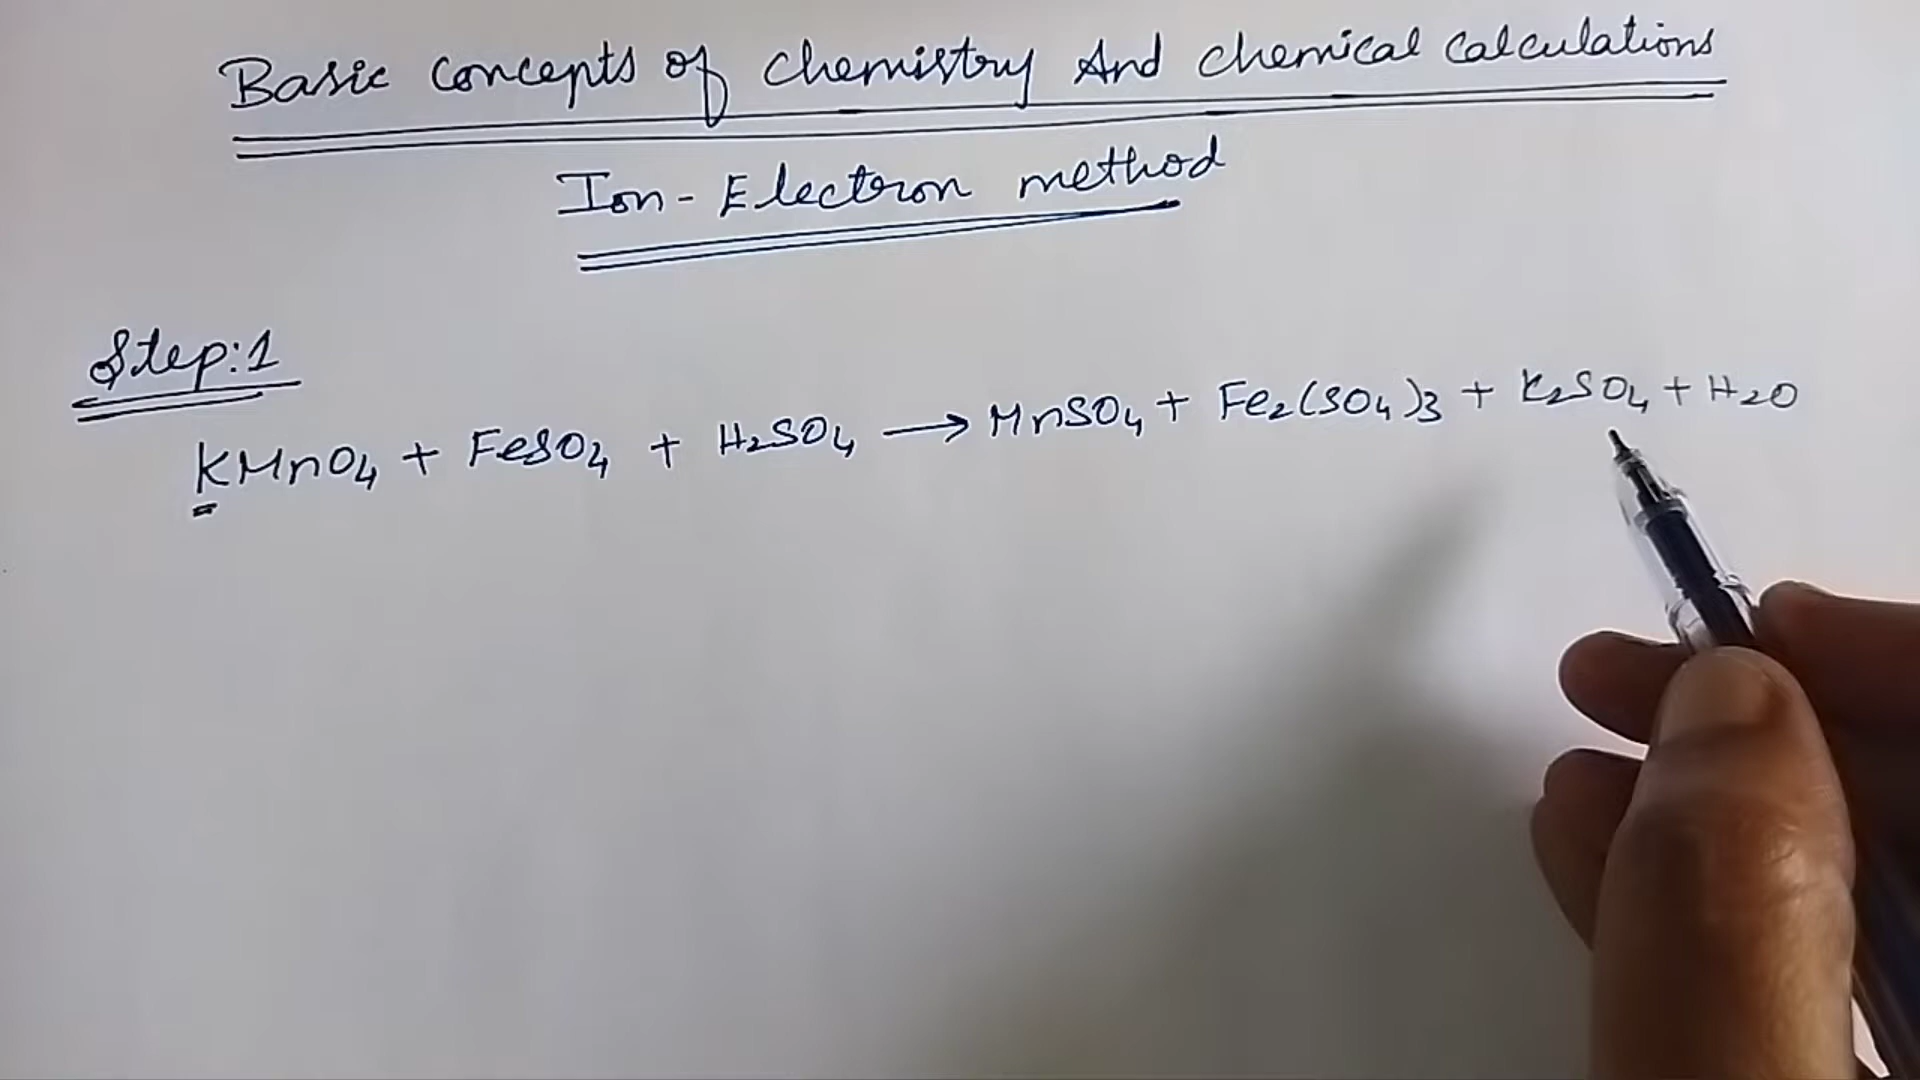 Basic concepts of chemistry And chemical calculations
Ion-Electron method
Step:1
KMnO₄ + FeSO₄ + H₂SO₄ → MnSO₄ + Fe₂(SO₄)₃ + K₂SO₄ + H₂O